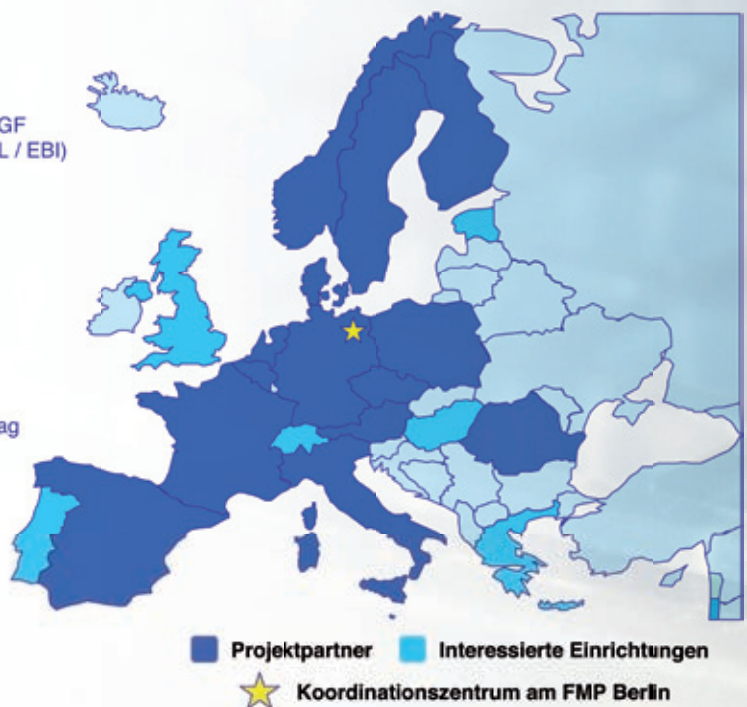 GF
L / EBI)
ag
Projektpartner
Interessierte Einrichtungen
Koordinationszentrum am FMP Berlin